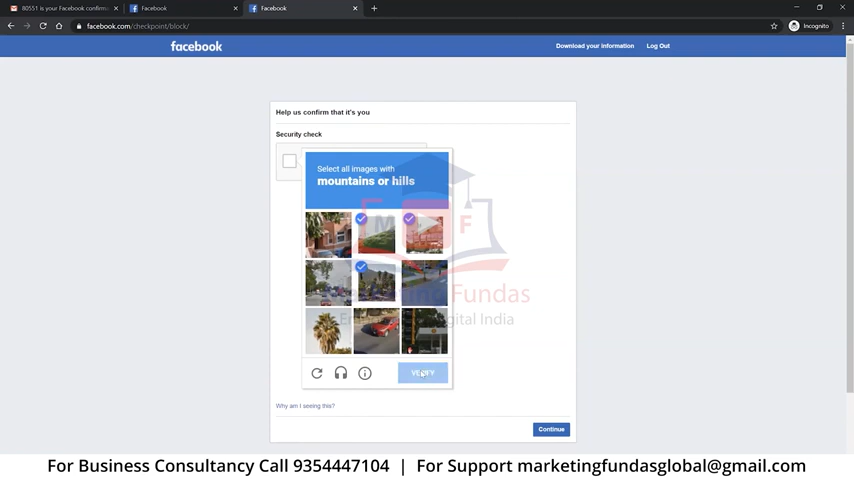 80551 is your Facebook confirm
Facebook
Facebook
facebook.com/checkpoint/block/
Incognito
facebook
Download your information
Log Out
Help us confirm that it's you
Security check
Select all images with
mountains or hills
M F
Marketing Fundas
Digital India
VERIFY
Why am I seeing this?
Continue
For Business Consultancy Call 9354447104 | For Support marketingfundasglobal@gmail.com